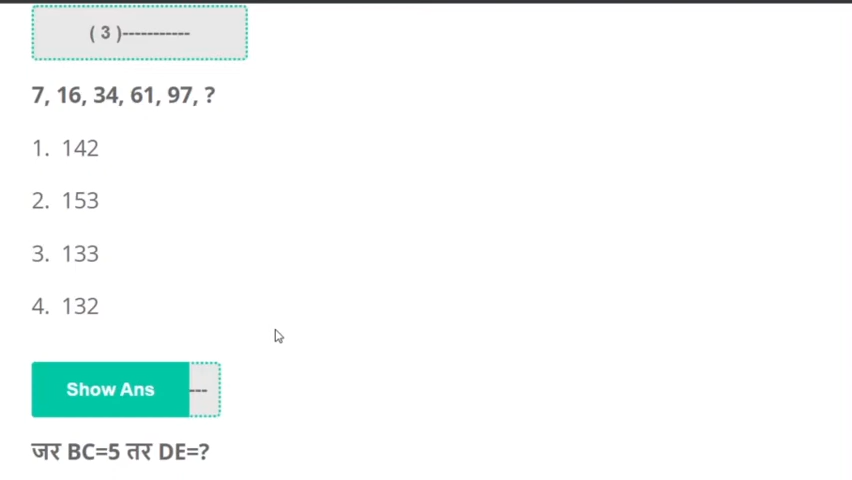 ( 3 )-----------
7, 16, 34, 61, 97, ?
1. 142
2. 153
3. 133
4. 132
Show Ans ---
जर BC=5 तर DE=?